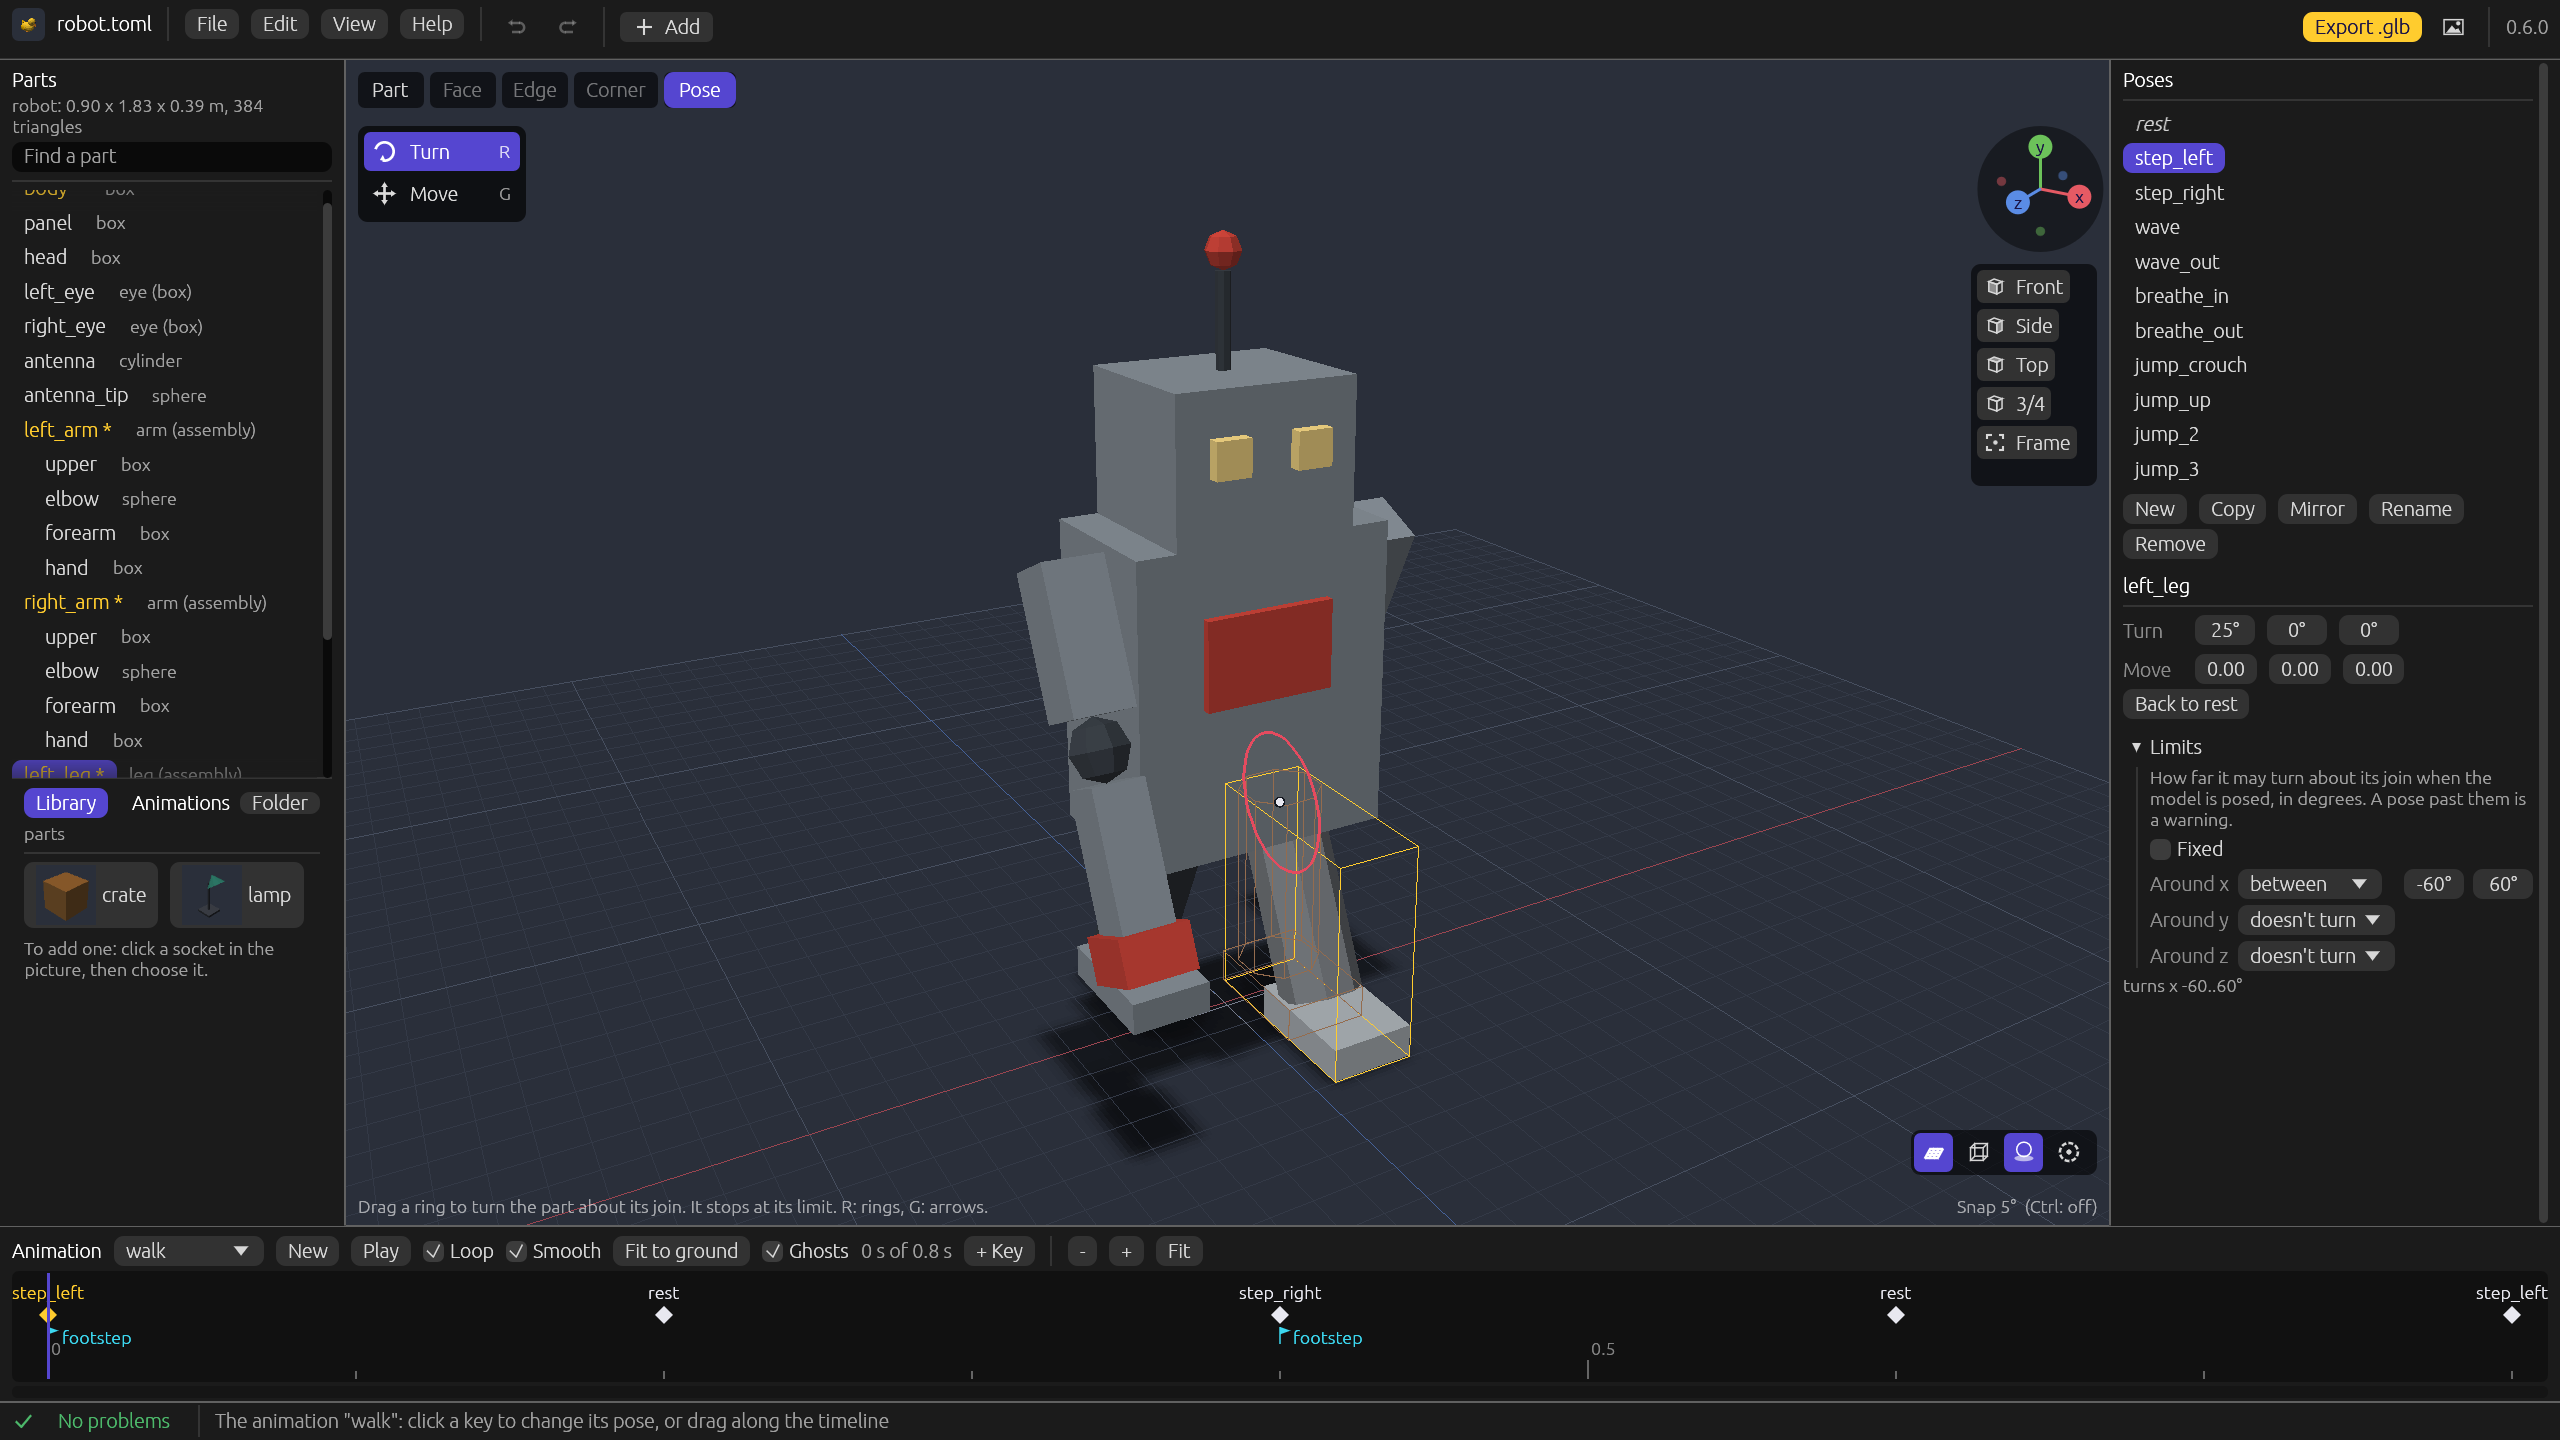 robot.toml File Edit View Help + Add Export .glb 0.6.0
Parts
robot: 0.90 x 1.83 x 0.39 m, 384
triangles
Find a part
body box
panel box
head box
left_eye eye (box)
right_eye eye (box)
antenna cylinder
antenna_tip sphere
left_arm * arm (assembly)
upper box
elbow sphere
forearm box
hand box
right_arm * arm (assembly)
upper box
elbow sphere
forearm box
hand box
left_leg * leg (assembly)
Library Animations Folder
parts
crate lamp
To add one: click a socket in the
picture, then choose it.
Part Face Edge Corner Pose
Turn R
Move G
y
x
z
Front
Side
Top
3/4
Frame
Drag a ring to turn the part about its join. It stops at its limit. R: rings, G: arrows.
Snap 5° (Ctrl: off)
Poses
rest
step_left
step_right
wave
wave_out
breathe_in
breathe_out
jump_crouch
jump_up
jump_2
jump_3
New Copy Mirror Rename
Remove
left_leg
Turn 25° 0° 0°
Move 0.00 0.00 0.00
Back to rest
Limits
How far it may turn about its join when the
model is posed, in degrees. A pose past them is
a warning.
Fixed
Around x between -60° 60°
Around y doesn't turn
Around z doesn't turn
turns x -60..60°
Animation walk New Play Loop Smooth Fit to ground Ghosts 0 s of 0.8 s + Key - + Fit
step_left rest step_right rest step_left
footstep footstep
0 0.5
No problems The animation "walk": click a key to change its pose, or drag along the timeline